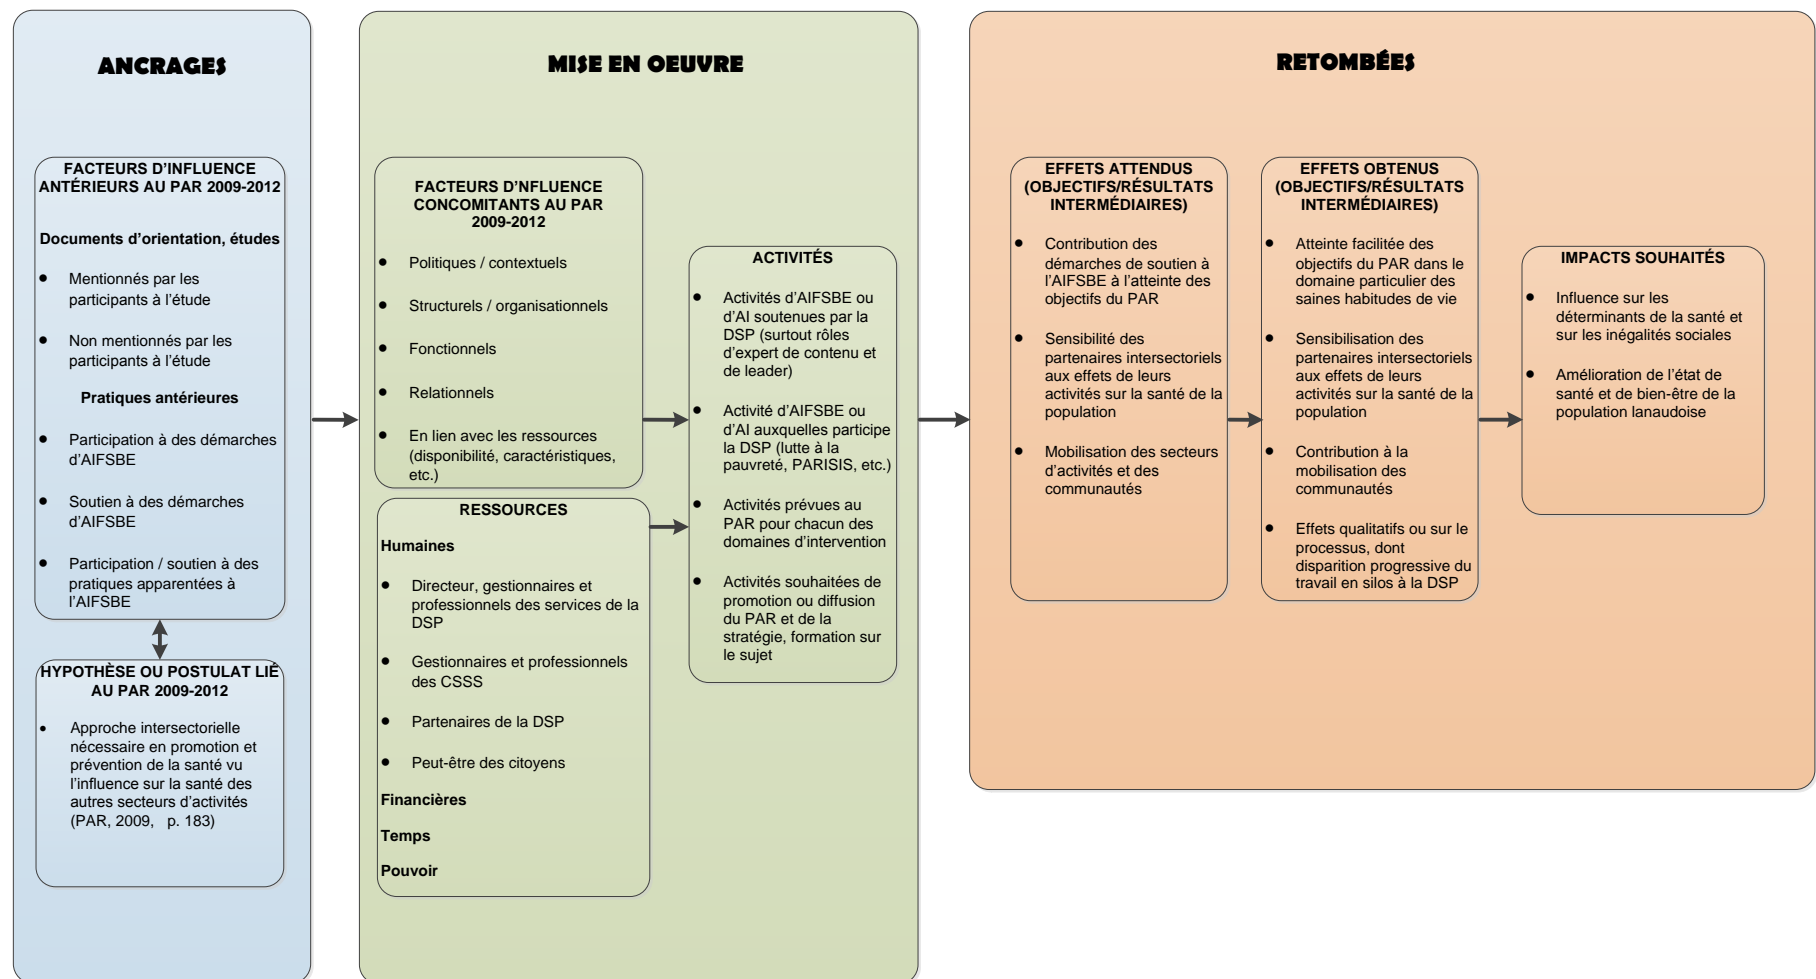 ANCRAGES
FACTEURS D'INFLUENCE
ANTÉRIEURS AU PAR 2009-2012
Documents d'orientation, études
● Mentionnés par les
participants à l'étude
● Non mentionnés par les
participants à l'étude
Pratiques antérieures
● Participation à des démarches
d'AIFSBE
● Soutien à des démarches
d'AIFSBE
● Participation / soutien à des
pratiques apparentées à
l'AIFSBE
HYPOTHÈSE OU POSTULAT LIÉ
AU PAR 2009-2012
● Approche intersectorielle
nécessaire en promotion et
prévention de la santé vu
l'influence sur la santé des
autres secteurs d'activités
(PAR, 2009, p. 183)
MISE EN OEUVRE
FACTEURS D'NFLUENCE
CONCOMITANTS AU PAR
2009-2012
● Politiques / contextuels
● Structurels / organisationnels
● Fonctionnels
● Relationnels
● En lien avec les ressources
(disponibilité, caractéristiques,
etc.)
RESSOURCES
Humaines
● Directeur, gestionnaires et
professionnels des services de la
DSP
● Gestionnaires et professionnels
des CSSS
● Partenaires de la DSP
● Peut-être des citoyens
Financières
Temps
Pouvoir
ACTIVITÉS
● Activités d'AIFSBE ou
d'AI soutenues par la
DSP (surtout rôles
d'expert de contenu et
de leader)
● Activité d'AIFSBE ou
d'AI auxquelles participe
la DSP (lutte à la
pauvreté, PARISIS, etc.)
● Activités prévues au
PAR pour chacun des
domaines d'intervention
● Activités souhaitées de
promotion ou diffusion
du PAR et de la
stratégie, formation sur
le sujet
RETOMBÉES
EFFETS ATTENDUS
(OBJECTIFS/RÉSULTATS
INTERMÉDIAIRES)
● Contribution des
démarches de soutien à
l'AIFSBE à l'atteinte des
objectifs du PAR
● Sensibilité des
partenaires intersectoriels
aux effets de leurs
activités sur la santé de la
population
● Mobilisation des secteurs
d'activités et des
communautés
EFFETS OBTENUS
(OBJECTIFS/RÉSULTATS
INTERMÉDIAIRES)
● Atteinte facilitée des
objectifs du PAR dans le
domaine particulier des
saines habitudes de vie
● Sensibilisation des
partenaires intersectoriels
aux effets de leurs
activités sur la santé de la
population
● Contribution à la
mobilisation des
communautés
● Effets qualitatifs ou sur le
processus, dont
disparition progressive du
travail en silos à la DSP
IMPACTS SOUHAITÉS
● Influence sur les
déterminants de la santé et
sur les inégalités sociales
● Amélioration de l'état de
santé et de bien-être de la
population lanaudoise